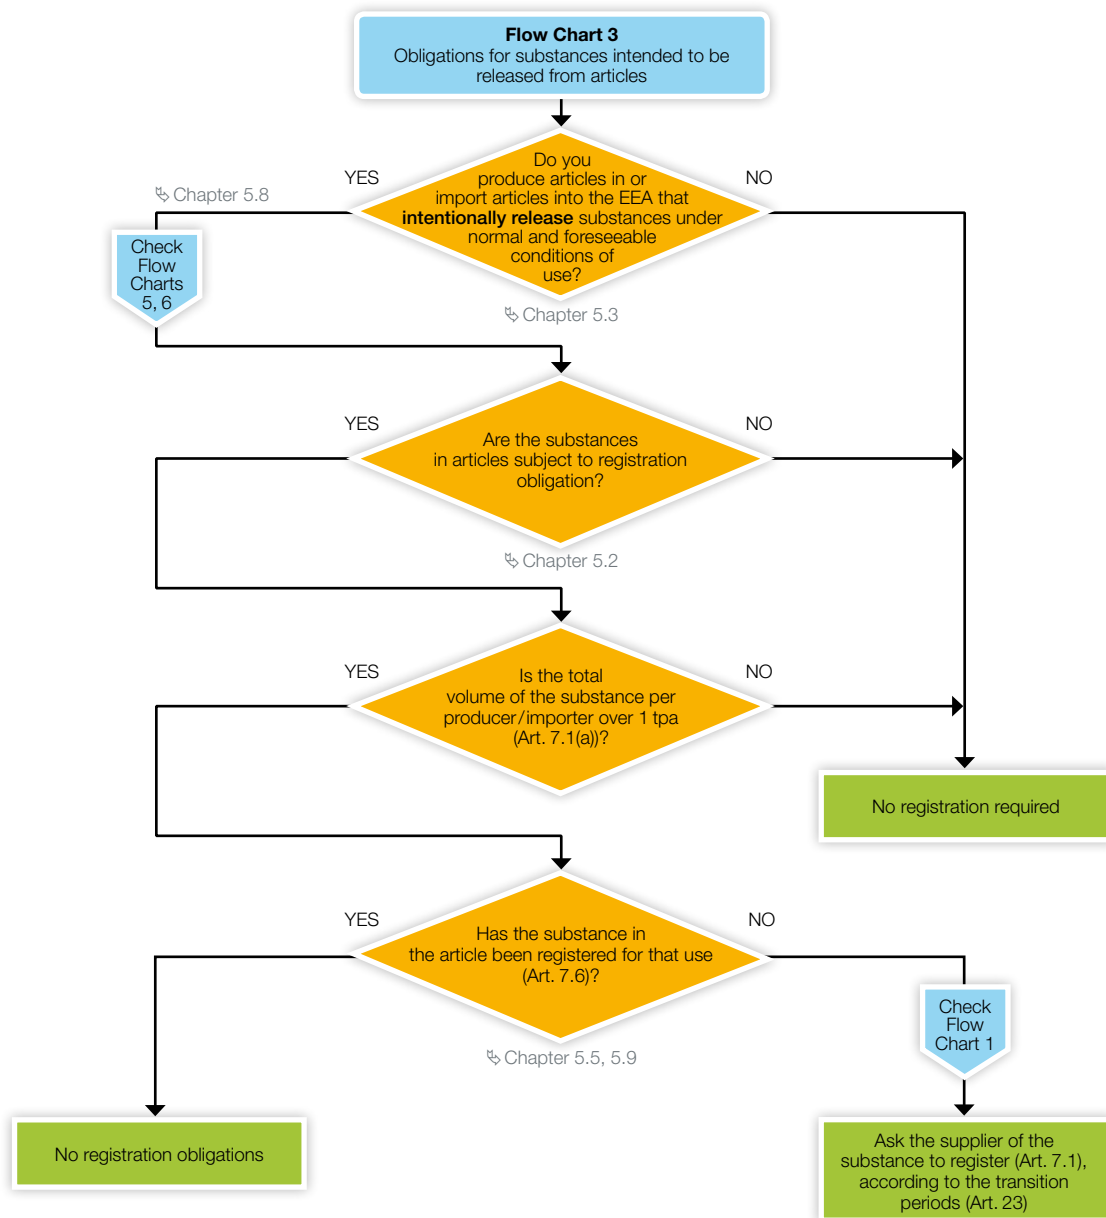 Flow Chart 3
Obligations for substances intended to be
released from articles
YES
Do you
produce articles in or
import articles into the EEA that
intentionally release substances under
normal and foreseeable
conditions of
use?
NO
↳ Chapter 5.8
Check
Flow
Charts
5, 6
↳ Chapter 5.3
YES
Are the substances
in articles subject to registration
obligation?
NO
↳ Chapter 5.2
YES
Is the total
volume of the substance per
producer/importer over 1 tpa
(Art. 7.1(a))?
NO
No registration required
YES
Has the substance in
the article been registered for that use
(Art. 7.6)?
NO
↳ Chapter 5.5, 5.9
Check
Flow
Chart 1
No registration obligations
Ask the supplier of the
substance to register (Art. 7.1),
according to the transition
periods (Art. 23)